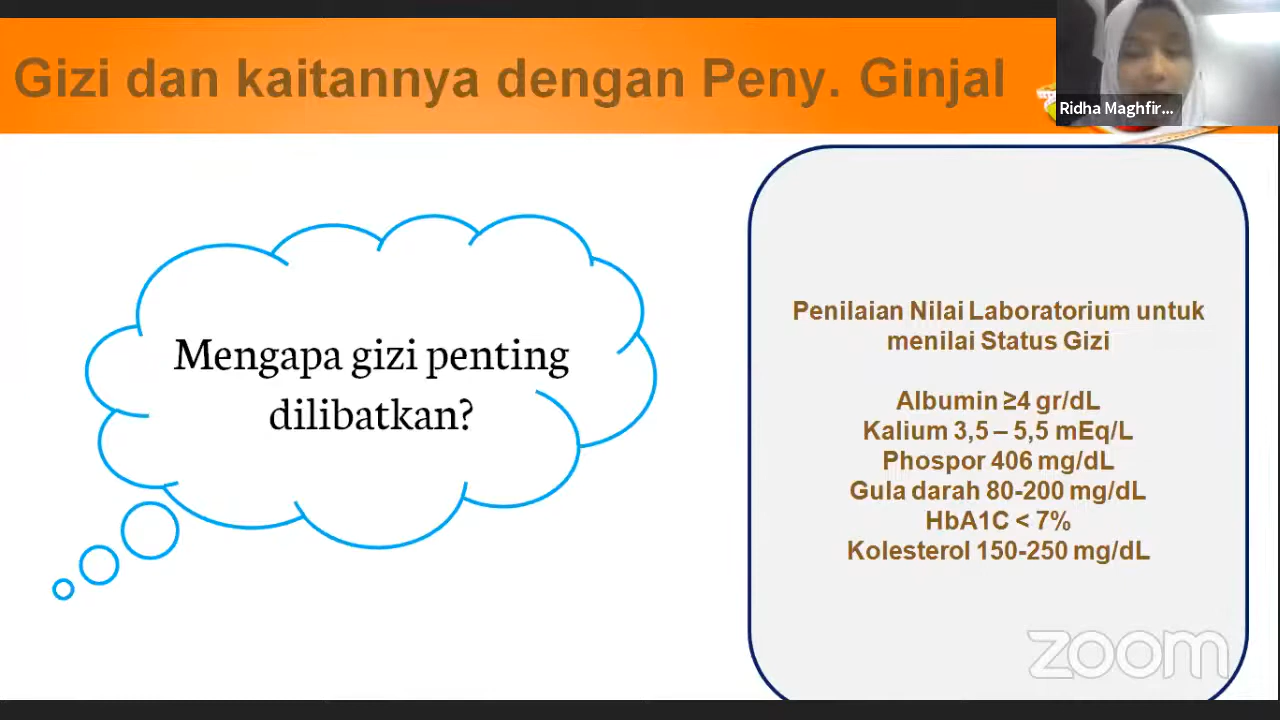 Gizi dan kaitannya dengan Peny. Ginjal
Ridha Maghfir...
Mengapa gizi penting
dilibatkan?
Penilaian Nilai Laboratorium untuk
menilai Status Gizi
Albumin ≥4 gr/dL
Kalium 3,5 – 5,5 mEq/L
Phospor 406 mg/dL
Gula darah 80-200 mg/dL
HbA1C < 7%
Kolesterol 150-250 mg/dL
zoom